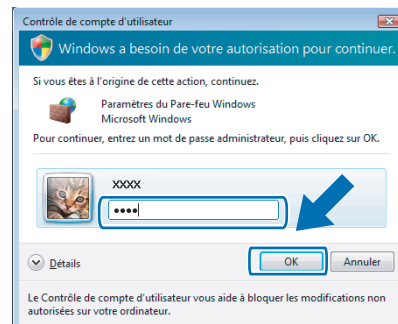 Contrôle de compte d'utilisateur
Windows a besoin de votre autorisation pour continuer.
Si vous êtes à l'origine de cette action, continuez.
Paramètres du Pare-feu Windows
Microsoft Windows
Pour continuer, entrez un mot de passe administrateur, puis cliquez sur OK.
XXXX
••••
Détails
OK
Annuler
Le Contrôle de compte d'utilisateur vous aide à bloquer les modifications non
autorisées sur votre ordinateur.